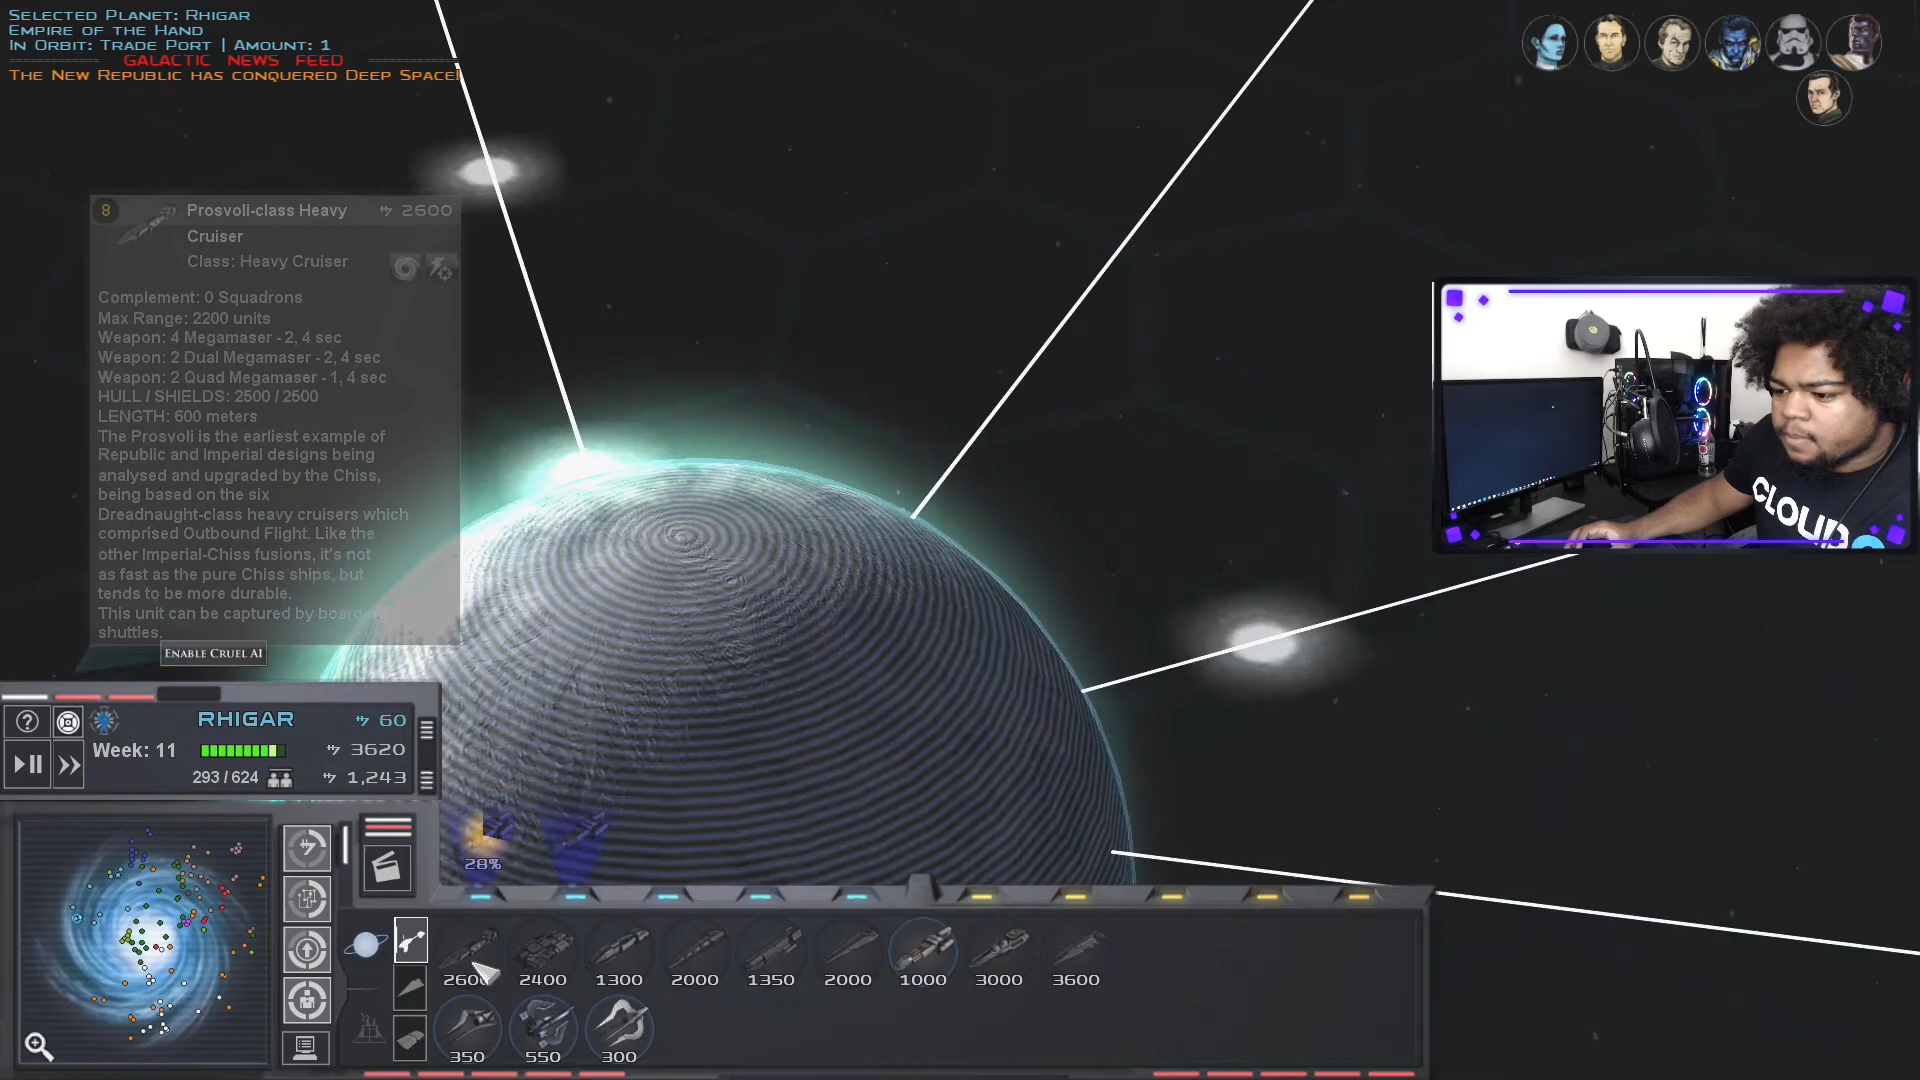 Selected Planet: Rhigar
Empire of the Hand
In Orbit: Trade Port | Amount: 1
============ GALACTIC NEWS FEED ============
The New Republic has conquered Deep Space!
8 Prosvoli-class Heavy 2600
Cruiser
Class: Heavy Cruiser
Complement: 0 Squadrons
Max Range: 2200 units
Weapon: 4 Megamaser - 2, 4 sec
Weapon: 2 Dual Megamaser - 2, 4 sec
Weapon: 2 Quad Megamaser - 1, 4 sec
HULL / SHIELDS: 2500 / 2500
LENGTH: 600 meters
The Prosvoli is the earliest example of
Republic and Imperial designs being
analysed and upgraded by the Chiss,
being based on the six
Dreadnaught-class heavy cruisers which
comprised Outbound Flight. Like the
other Imperial-Chiss fusions, it's not
as fast as the pure Chiss ships, but
tends to be more durable.
This unit can be captured by
shuttles.
ENABLE CRUEL AI
RHIGAR 60
Week: 11 3620
293 / 624 1,243
CLOUD
28%
2600 2400 1300 2000 1350 2000 1000 3000 3600
350 550 300